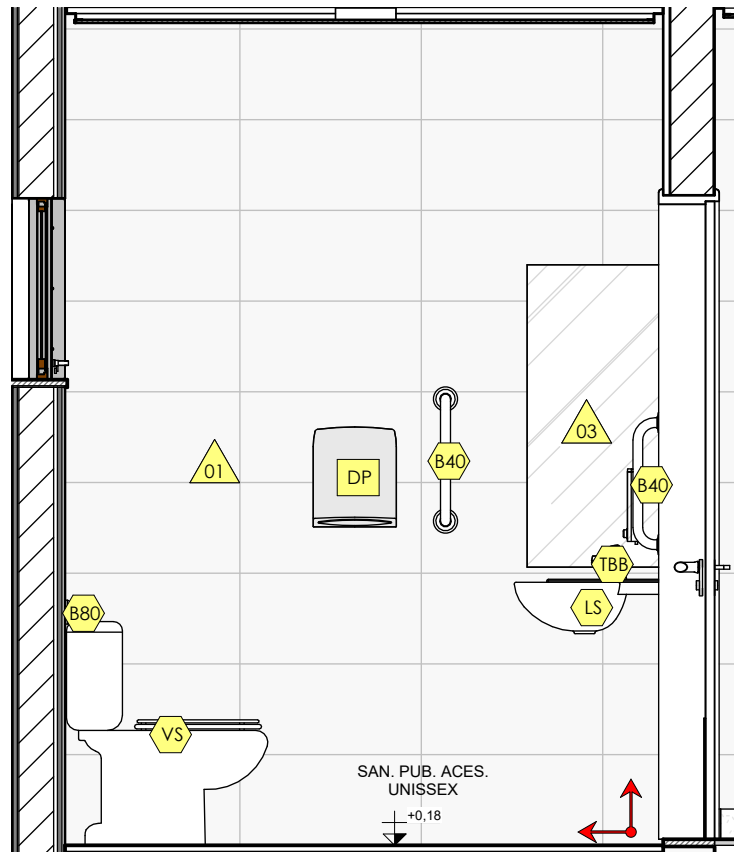 03
01
B40
DP
B40
TBB
LS
B80
VS
SAN. PUB. ACES.
UNISSEX
+0,18